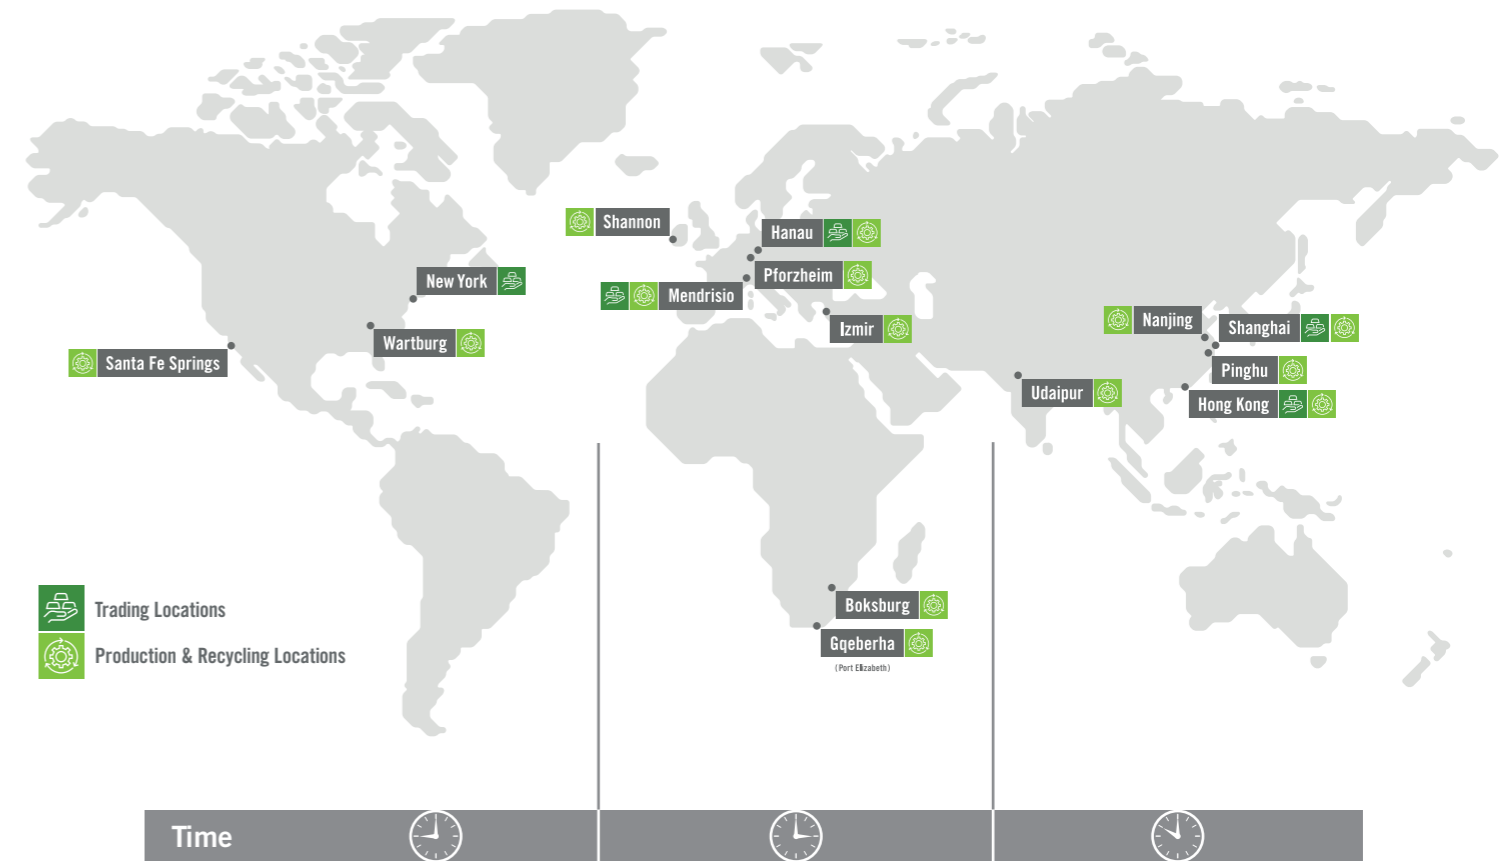 Shannon
Hanau
New York
Pforzheim
Mendrisio
Nanjing
Shanghai
Izmir
Wartburg
Santa Fe Springs
Pinghu
Udaipur
Hong Kong
Boksburg
Gqeberha
(Port Elizabeth)
Trading Locations
Production & Recycling Locations
Time